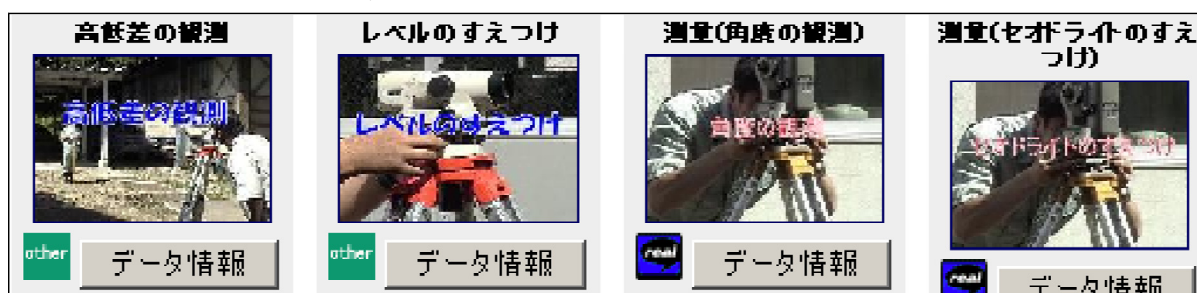 高低差の観測
レベルのすえつけ
測量(角度の観測)
測量(セオドライトのすえ
つけ)
高低差の観測
レベルのすえつけ
角度の観測
セオドライトのすえつけ
other
データ情報
other
データ情報
real
データ情報
real
データ情報